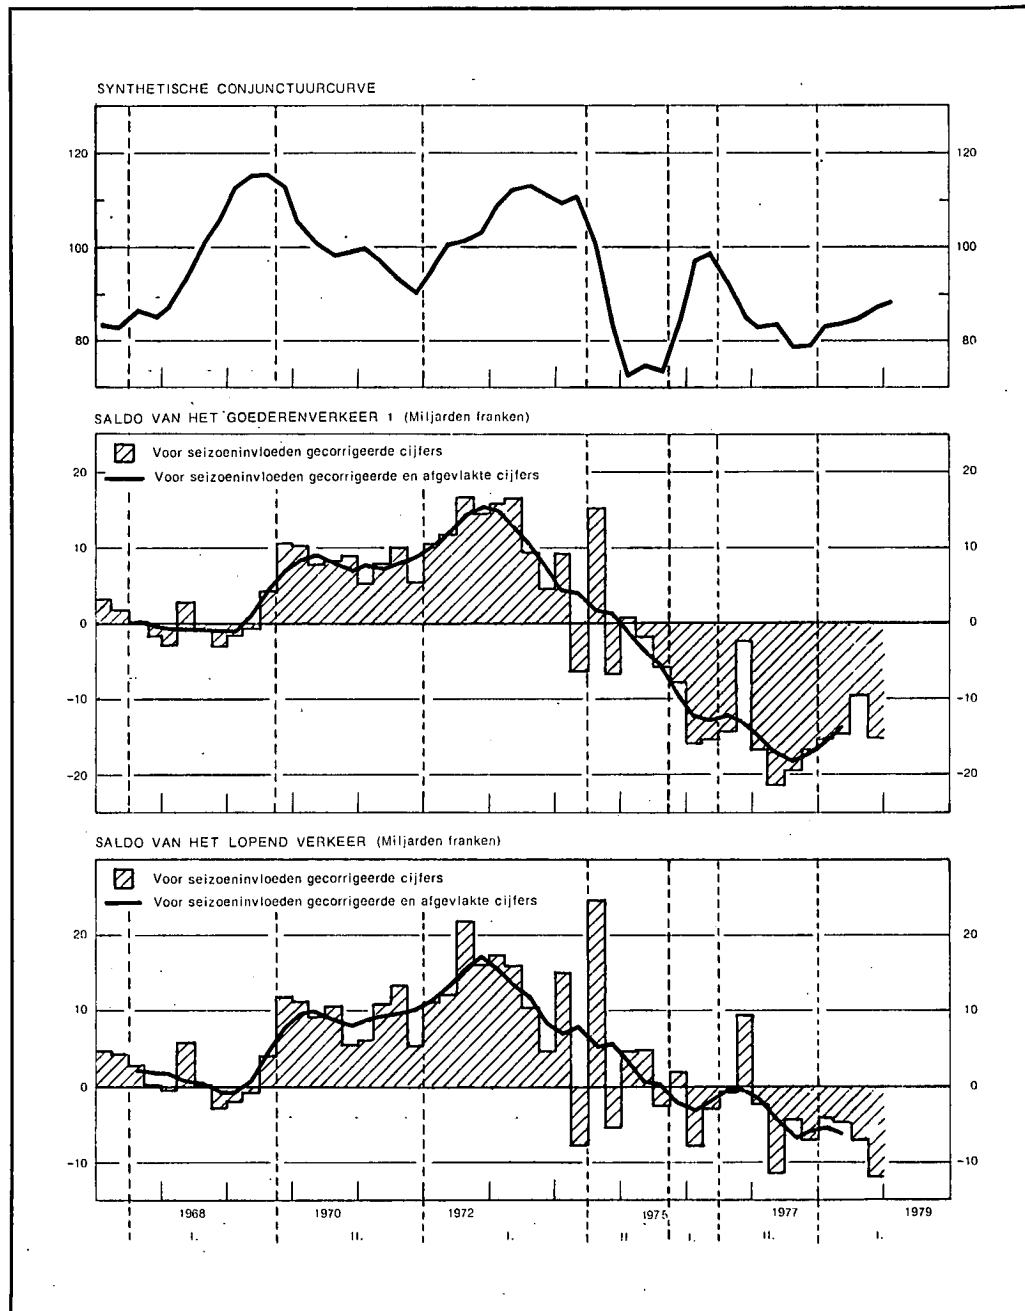 SYNTHETISCHE CONJUNCTUURCURVE
120 120
100 100
80 80
SALDO VAN HET GOEDERENVERKEER 1 (Miljarden franken)
Voor seizoeninvloeden gecorrigeerde cijfers
20 20
Voor seizoeninvloeden gecorrigeerde en afgevlakte cijfers
10 10
0 0
-10 -10
-20 -20
SALDO VAN HET LOPEND VERKEER (Miljarden franken)
Voor seizoeninvloeden gecorrigeerde cijfers
Voor seizoeninvloeden gecorrigeerde en afgevlakte cijfers
20 20
10 10
0 0
-10 -10
1968 1970 1972 1975 1977 1979
I. II. I. II I. II. I.